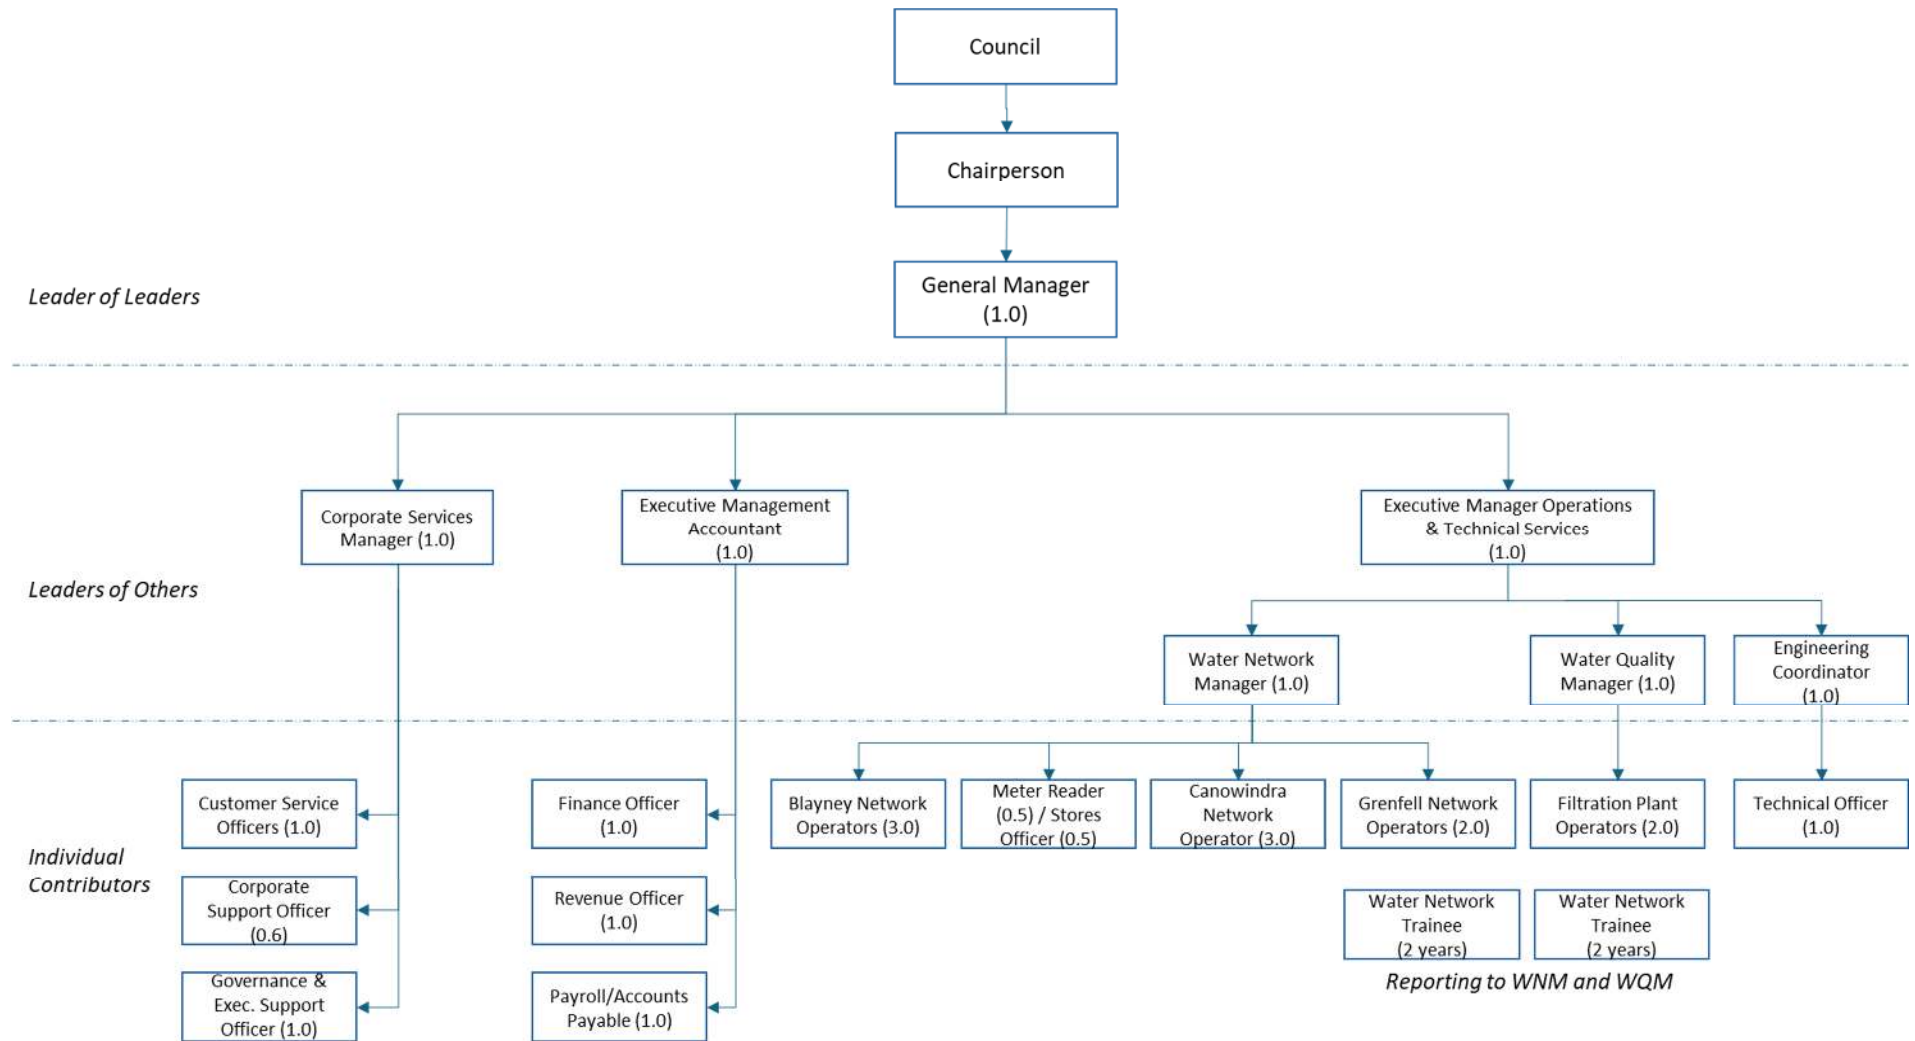 Council
Chairperson
General Manager
(1.0)
Leader of Leaders
Corporate Services
Manager (1.0)
Executive Management
Accountant
(1.0)
Executive Manager Operations
& Technical Services
(1.0)
Leaders of Others
Water Network
Manager (1.0)
Water Quality
Manager (1.0)
Engineering
Coordinator
(1.0)
Customer Service
Officers (1.0)
Finance Officer
(1.0)
Blayney Network
Operators (3.0)
Meter Reader
(0.5) / Stores
Officer (0.5)
Canowindra
Network
Operator (3.0)
Grenfell Network
Operators (2.0)
Filtration Plant
Operators (2.0)
Technical Officer
(1.0)
Individual
Contributors
Corporate
Support Officer
(0.6)
Revenue Officer
(1.0)
Water Network
Trainee
(2 years)
Water Network
Trainee
(2 years)
Reporting to WNM and WQM
Governance &
Exec. Support
Officer (1.0)
Payroll/Accounts
Payable (1.0)